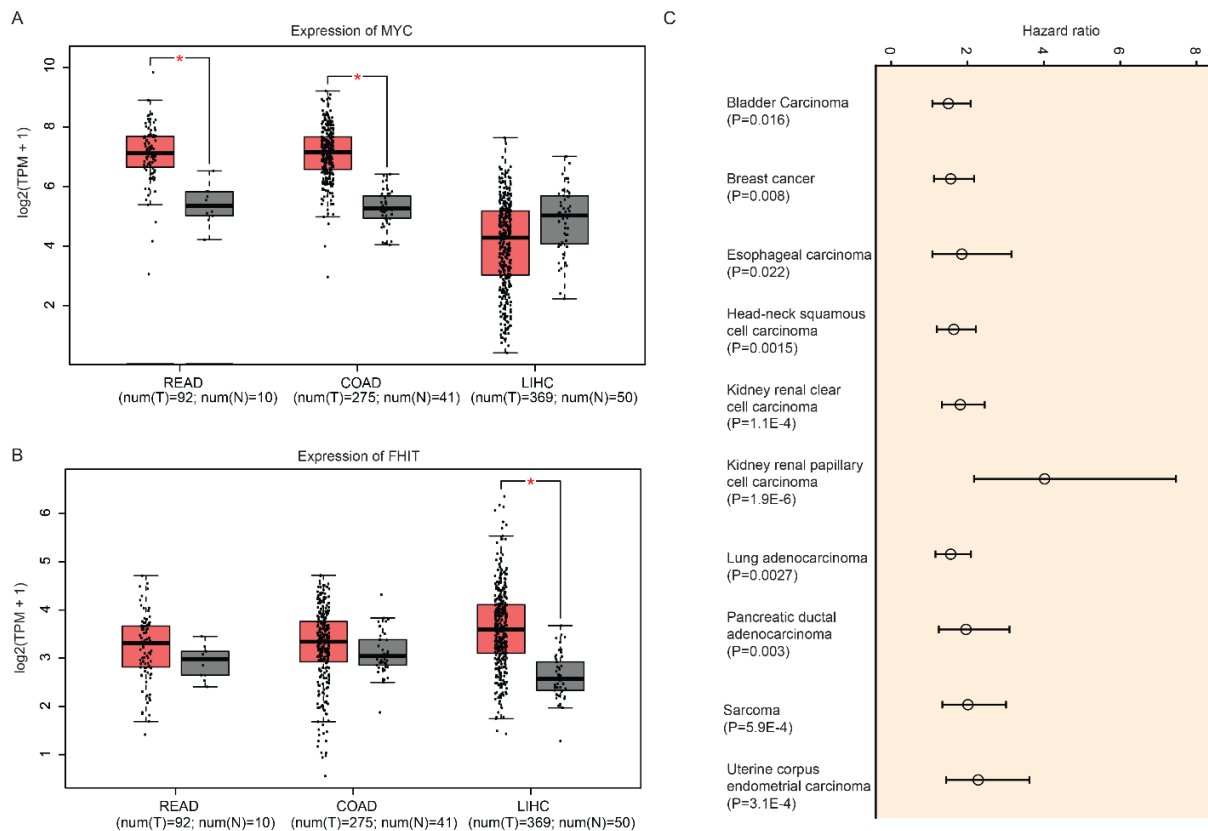 A
Expression of MYC
*
*
log2(TPM + 1)
10
8
6
4
2
READ
(num(T)=92; num(N)=10)
COAD
(num(T)=275; num(N)=41)
LIHC
(num(T)=369; num(N)=50)
B
Expression of FHIT
*
log2(TPM + 1)
6
5
4
3
2
1
READ
(num(T)=92; num(N)=10)
COAD
(num(T)=275; num(N)=41)
LIHC
(num(T)=369; num(N)=50)
C
Hazard ratio
0 2 4 6 8
Bladder Carcinoma
(P=0.016)
Breast cancer
(P=0.008)
Esophageal carcinoma
(P=0.022)
Head-neck squamous
cell carcinoma
(P=0.0015)
Kidney renal clear
cell carcinoma
(P=1.1E-4)
Kidney renal papillary
cell carcinoma
(P=1.9E-6)
Lung adenocarcinoma
(P=0.0027)
Pancreatic ductal
adenocarcinoma
(P=0.003)
Sarcoma
(P=5.9E-4)
Uterine corpus
endometrial carcinoma
(P=3.1E-4)